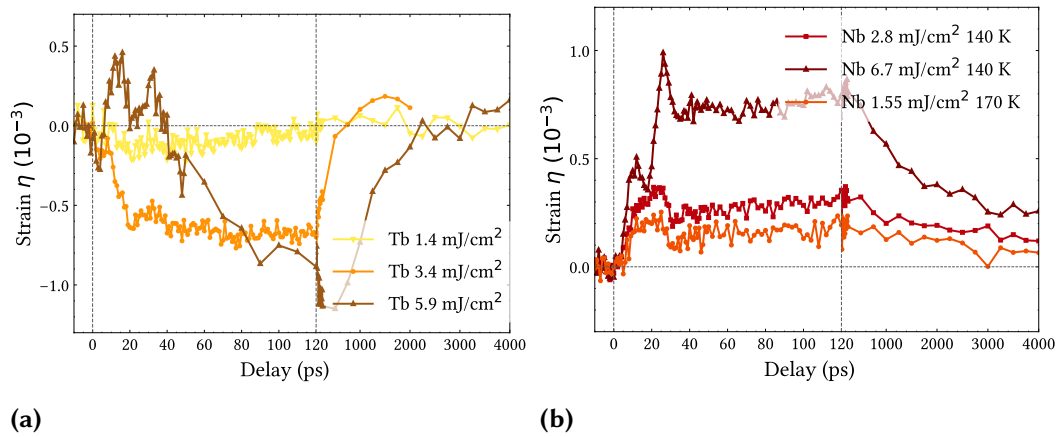 0.5
0.0
−0.5
−1.0
Strain η (10⁻³)
Tb 1.4 mJ/cm²
Tb 3.4 mJ/cm²
Tb 5.9 mJ/cm²
0 20 40 60 80 100 120 1000 2000 3000 4000
Delay (ps)
(a)
1.0
0.5
0.0
Strain η (10⁻³)
Nb 2.8 mJ/cm² 140 K
Nb 6.7 mJ/cm² 140 K
Nb 1.55 mJ/cm² 170 K
0 20 40 60 80 100 120 1000 2000 3000 4000
Delay (ps)
(b)